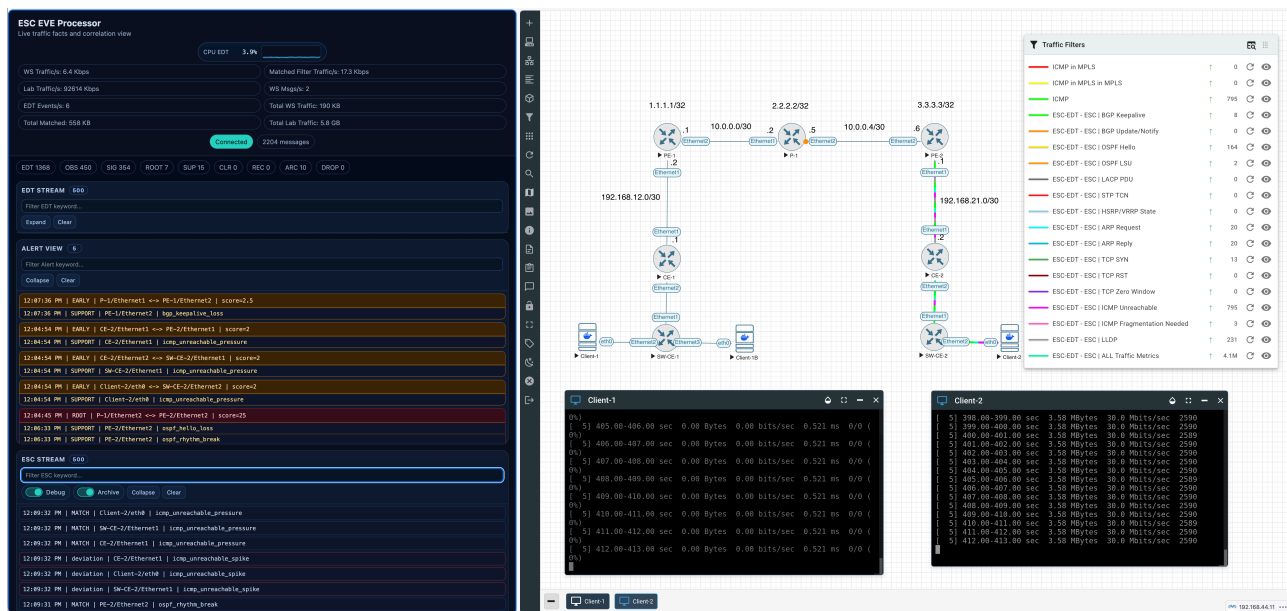 ESC EVE Processor
Live traffic facts and correlation view
CPU EDT 3.9%
WS Traffic/s: 6.4 Kbps
Matched Filter Traffic/s: 17.3 Kbps
Lab Traffic/s: 92614 Kbps
WS Msgs/s: 2
EDT Events/s: 6
Total WS Traffic: 190 KB
Total Matched: 558 KB
Total Lab Traffic: 5.8 GB
Connected
2204 messages
EDT 1368
OBS 450
SIG 354
ROOT 7
SUP 15
CLR 0
REC 0
ARC 10
DROP 0
EDT STREAM 500
Filter EDT keyword...
Expand
Clear
ALERT VIEW 5
Filter Alert keyword...
Collapse
Clear
12:07:36 PM | EARLY | P-1/Ethernet1 <-> PE-1/Ethernet2 | score=2.5
12:07:36 PM | SUPPORT | PE-1/Ethernet2 | bgp_keepalive_loss
12:04:54 PM | EARLY | CE-2/Ethernet1 <-> PE-2/Ethernet1 | score=2
12:04:54 PM | SUPPORT | CE-2/Ethernet1 | icmp_unreachable_pressure
12:04:54 PM | EARLY | CE-2/Ethernet2 <-> SW-CE-2/Ethernet1 | score=2
12:04:54 PM | SUPPORT | SW-CE-2/Ethernet1 | icmp_unreachable_pressure
12:04:54 PM | EARLY | Client-2/eth0 <-> SW-CE-2/Ethernet2 | score=2
12:04:54 PM | SUPPORT | Client-2/eth0 | icmp_unreachable_pressure
12:04:45 PM | ROOT | P-1/Ethernet2 <-> PE-2/Ethernet2 | score=25
12:06:33 PM | SUPPORT | PE-2/Ethernet2 | ospf_hello_loss
12:06:33 PM | SUPPORT | PE-2/Ethernet2 | ospf_rhythm_break
ESC STREAM 500
Filter ESC keyword...
Debug
Archive
Collapse
Clear
12:09:32 PM | MATCH | Client-2/eth0 | icmp_unreachable_pressure
12:09:32 PM | MATCH | SW-CE-2/Ethernet1 | icmp_unreachable_pressure
12:09:32 PM | MATCH | CE-2/Ethernet1 | icmp_unreachable_pressure
12:09:32 PM | deviation | CE-2/Ethernet1 | icmp_unreachable_spike
12:09:32 PM | deviation | Client-2/eth0 | icmp_unreachable_spike
12:09:32 PM | deviation | SW-CE-2/Ethernet1 | icmp_unreachable_spike
12:09:31 PM | MATCH | PE-2/Ethernet2 | ospf_rhythm_break
1.1.1.1/32
2.2.2.2/32
3.3.3.3/32
.1
10.0.0.0/30
.2
.5
10.0.0.4/30
.6
Ethernet2
Ethernet1
Ethernet2
Ethernet2
PE-1
P-1
PE-2
.2
Ethernet1
.1
Ethernet1
192.168.12.0/30
192.168.21.0/30
Ethernet1
.1
Ethernet1
.2
CE-1
CE-2
Ethernet2
Ethernet2
Ethernet1
Ethernet1
eth0
Ethernet2
Ethernet3
eth0
Ethernet2
eth0
Client-1
SW-CE-1
Client-1B
SW-CE-2
Client-2
Traffic Filters
ICMP in MPLS 0
ICMP in MPLS in MPLS 0
ICMP 795
ESC-EDT - ESC | BGP Keepalive 8
ESC-EDT - ESC | BGP Update/Notify 0
ESC-EDT - ESC | OSPF Hello 164
ESC-EDT - ESC | OSPF LSU 2
ESC-EDT - ESC | LACP PDU 0
ESC-EDT - ESC | STP TCN 0
ESC-EDT - ESC | HSRP/VRRP State 0
ESC-EDT - ESC | ARP Request 20
ESC-EDT - ESC | ARP Reply 20
ESC-EDT - ESC | TCP SYN 13
ESC-EDT - ESC | TCP RST 0
ESC-EDT - ESC | TCP Zero Window 0
ESC-EDT - ESC | ICMP Unreachable 795
ESC-EDT - ESC | ICMP Fragmentation Needed 3
ESC-EDT - ESC | LLDP 231
ESC-EDT - ESC | ALL Traffic Metrics 4.1M
Client-1
0%)
[ 5] 405.00-406.00 sec 0.00 Bytes 0.00 bits/sec 0.521 ms 0/0 (
0%)
[ 5] 406.00-407.00 sec 0.00 Bytes 0.00 bits/sec 0.521 ms 0/0 (
0%)
[ 5] 407.00-408.00 sec 0.00 Bytes 0.00 bits/sec 0.521 ms 0/0 (
0%)
[ 5] 408.00-409.00 sec 0.00 Bytes 0.00 bits/sec 0.521 ms 0/0 (
0%)
[ 5] 409.00-410.00 sec 0.00 Bytes 0.00 bits/sec 0.521 ms 0/0 (
0%)
[ 5] 410.00-411.00 sec 0.00 Bytes 0.00 bits/sec 0.521 ms 0/0 (
0%)
[ 5] 411.00-412.00 sec 0.00 Bytes 0.00 bits/sec 0.521 ms 0/0 (
0%)
[ 5] 412.00-413.00 sec 0.00 Bytes 0.00 bits/sec 0.521 ms 0/0 (
0%)
Client-2
[ 5] 398.00-399.00 sec 3.58 MBytes 30.0 Mbits/sec 2590
[ 5] 399.00-400.00 sec 3.58 MBytes 30.0 Mbits/sec 2590
[ 5] 400.00-401.00 sec 3.58 MBytes 30.0 Mbits/sec 2589
[ 5] 401.00-402.00 sec 3.58 MBytes 30.0 Mbits/sec 2590
[ 5] 402.00-403.00 sec 3.58 MBytes 30.0 Mbits/sec 2590
[ 5] 403.00-404.00 sec 3.58 MBytes 30.0 Mbits/sec 2590
[ 5] 404.00-405.00 sec 3.58 MBytes 30.0 Mbits/sec 2590
[ 5] 405.00-406.00 sec 3.58 MBytes 30.0 Mbits/sec 2589
[ 5] 406.00-407.00 sec 3.58 MBytes 30.0 Mbits/sec 2590
[ 5] 407.00-408.00 sec 3.58 MBytes 30.0 Mbits/sec 2590
[ 5] 408.00-409.00 sec 3.58 MBytes 30.0 Mbits/sec 2590
[ 5] 409.00-410.00 sec 3.58 MBytes 30.0 Mbits/sec 2590
[ 5] 410.00-411.00 sec 3.58 MBytes 30.0 Mbits/sec 2589
[ 5] 411.00-412.00 sec 3.58 MBytes 30.0 Mbits/sec 2590
[ 5] 412.00-413.00 sec 3.58 MBytes 30.0 Mbits/sec 2590
Client-1
Client-2
192.168.44.11